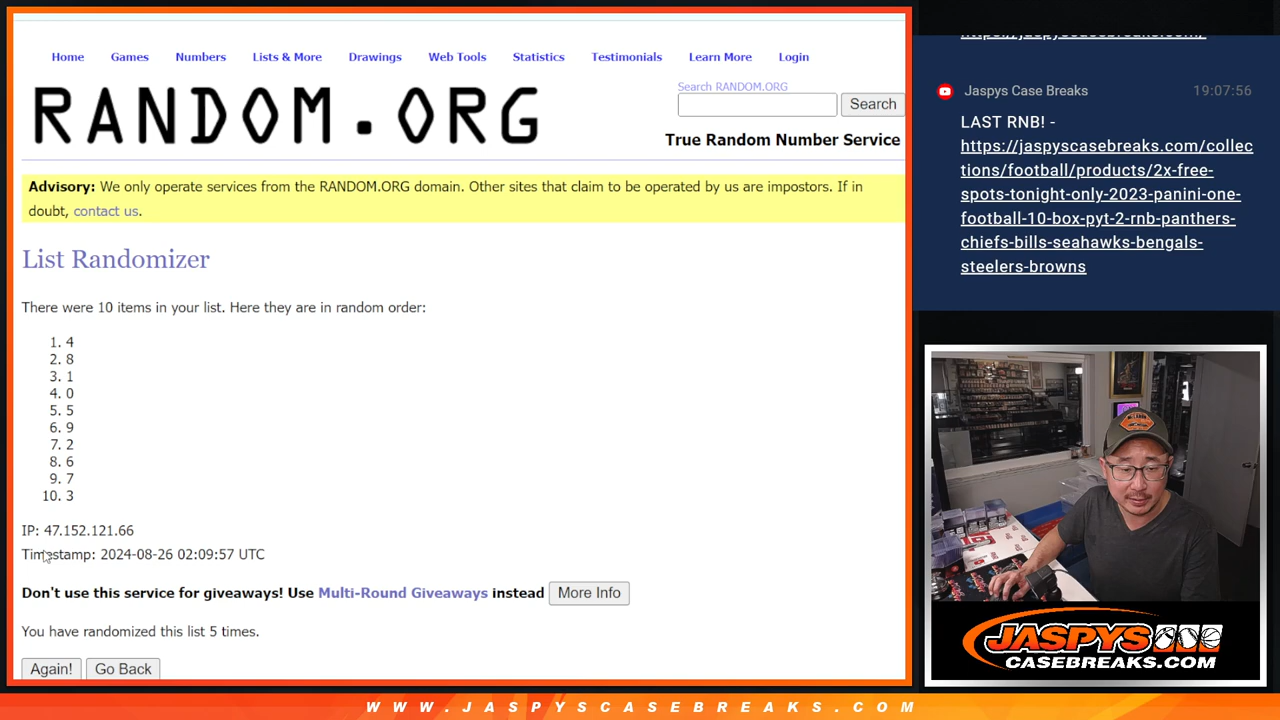 Home Games Numbers Lists & More Drawings Web Tools Statistics Testimonials Learn More Login
RANDOM.ORG
Search RANDOM.ORG
Search
True Random Number Service
Advisory: We only operate services from the RANDOM.ORG domain. Other sites that claim to be operated by us are impostors. If in
doubt, contact us.
List Randomizer
There were 10 items in your list. Here they are in random order:
1. 4
2. 8
3. 1
4. 0
5. 5
6. 9
7. 2
8. 6
9. 7
10. 3
IP: 47.152.121.66
Timestamp: 2024-08-26 02:09:57 UTC
Don't use this service for giveaways! Use Multi-Round Giveaways instead More Info
You have randomized this list 5 times.
Again! Go Back
https://jaspyscasebreaks.com/
Jaspys Case Breaks 19:07:56
LAST RNB! -
https://jaspyscasebreaks.com/collec
tions/football/products/2x-free-
spots-tonight-only-2023-panini-one-
football-10-box-pyt-2-rnb-panthers-
chiefs-bills-seahawks-bengals-
steelers-browns
JASPYS
CASEBREAKS.COM
WWW.JASPYSCASEBREAKS.COM